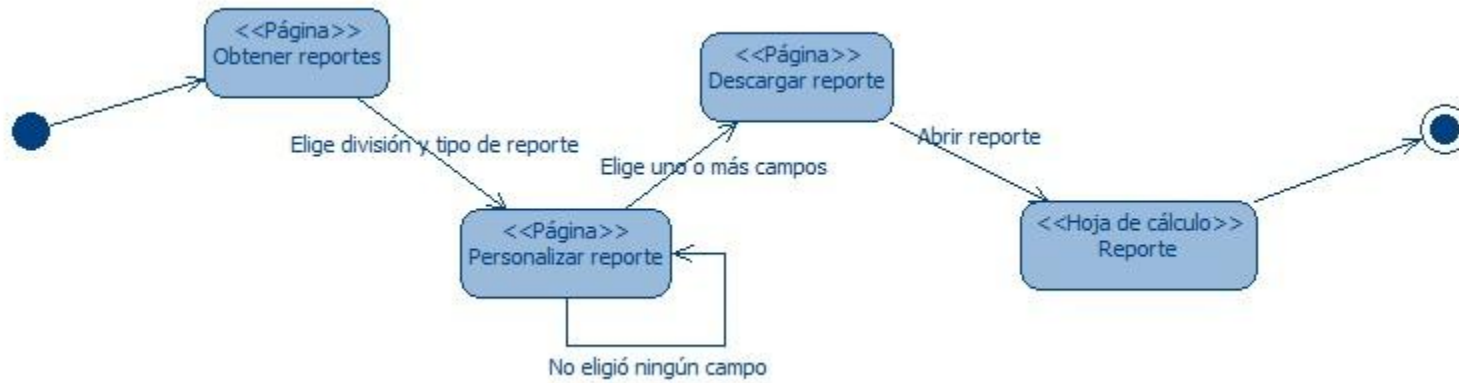 <<Página>>
Obtener reportes
Elige división y tipo de reporte
<<Página>>
Personalizar reporte
No eligió ningún campo
Elige uno o más campos
<<Página>>
Descargar reporte
Abrir reporte
<<Hoja de cálculo>>
Reporte